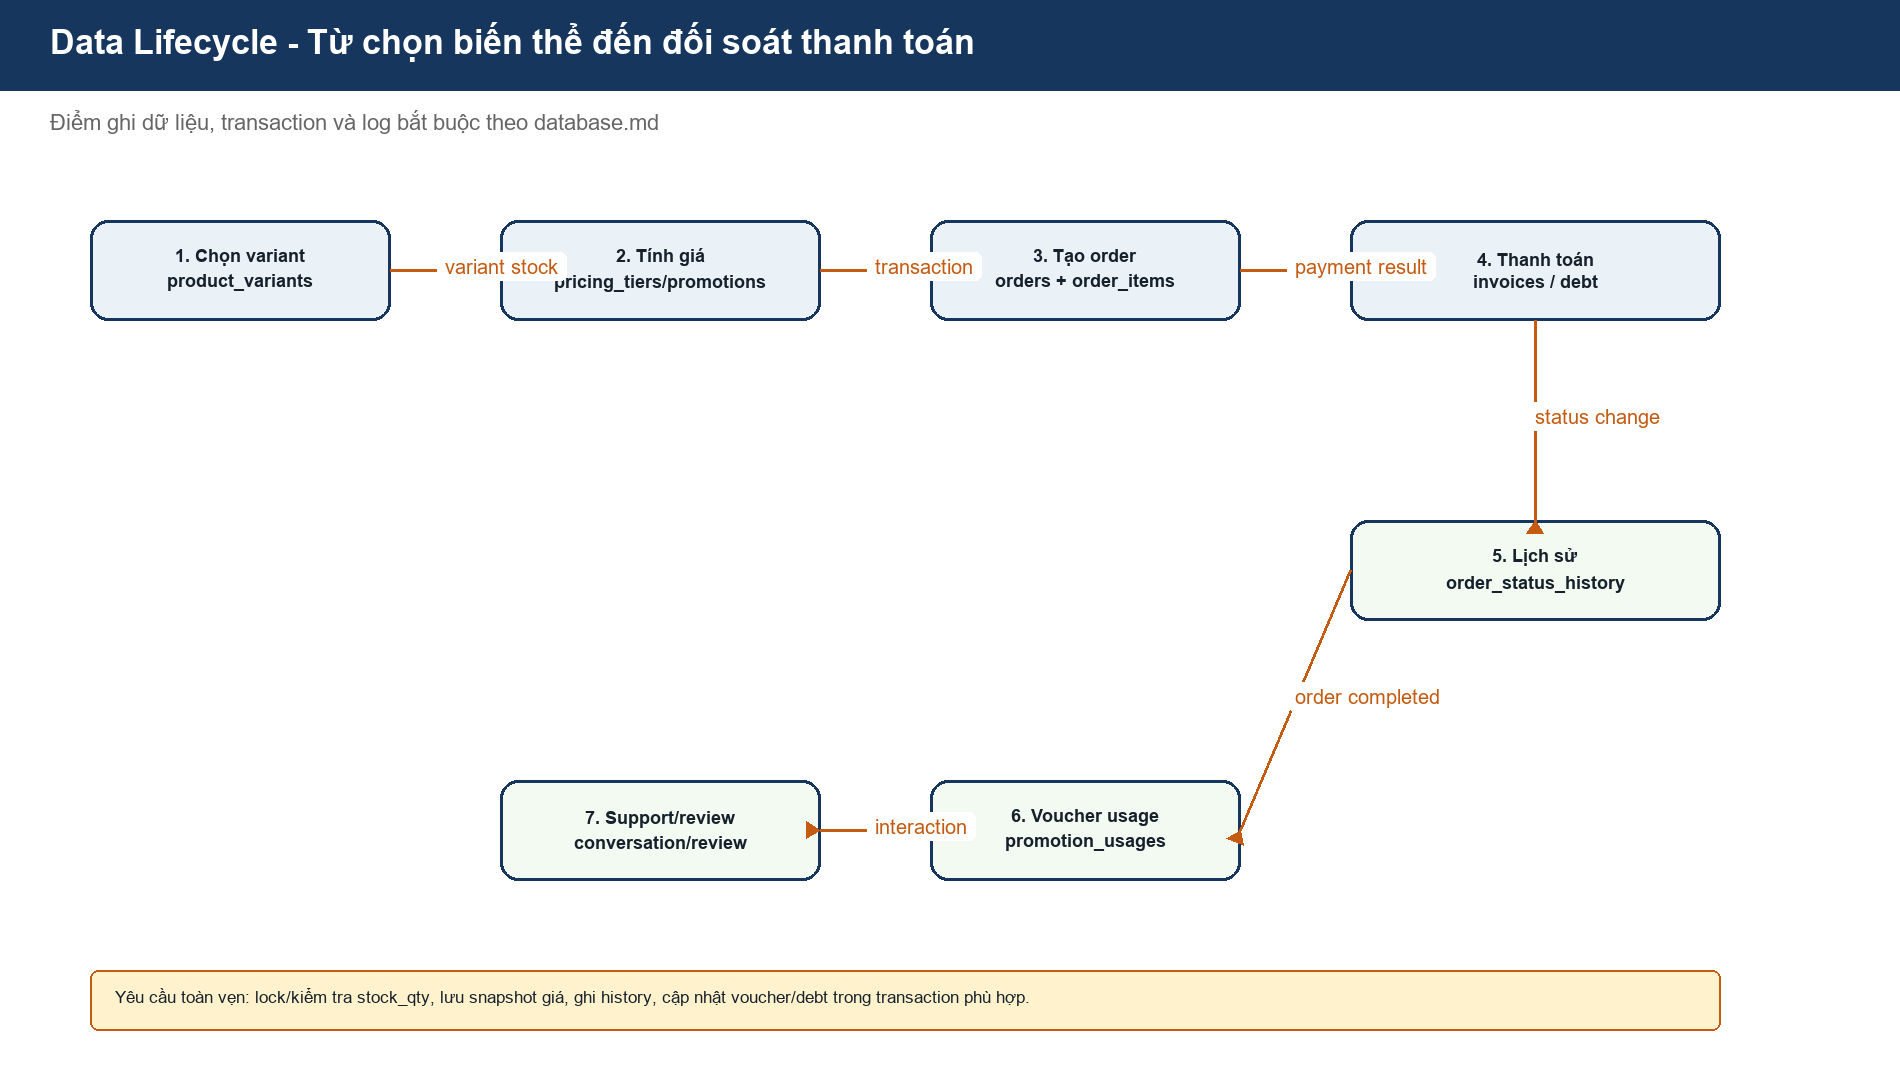 Data Lifecycle - Từ chọn biến thể đến đối soát thanh toán
Điểm ghi dữ liệu, transaction và log bắt buộc theo database.md
1. Chọn variant
product_variants
variant stock
2. Tính giá
pricing_tiers/promotions
transaction
3. Tạo order
orders + order_items
payment result
4. Thanh toán
invoices / debt
status change
5. Lịch sử
order_status_history
order completed
6. Voucher usage
promotion_usages
interaction
7. Support/review
conversation/review
Yêu cầu toàn vẹn: lock/kiểm tra stock_qty, lưu snapshot giá, ghi history, cập nhật voucher/debt trong transaction phù hợp.